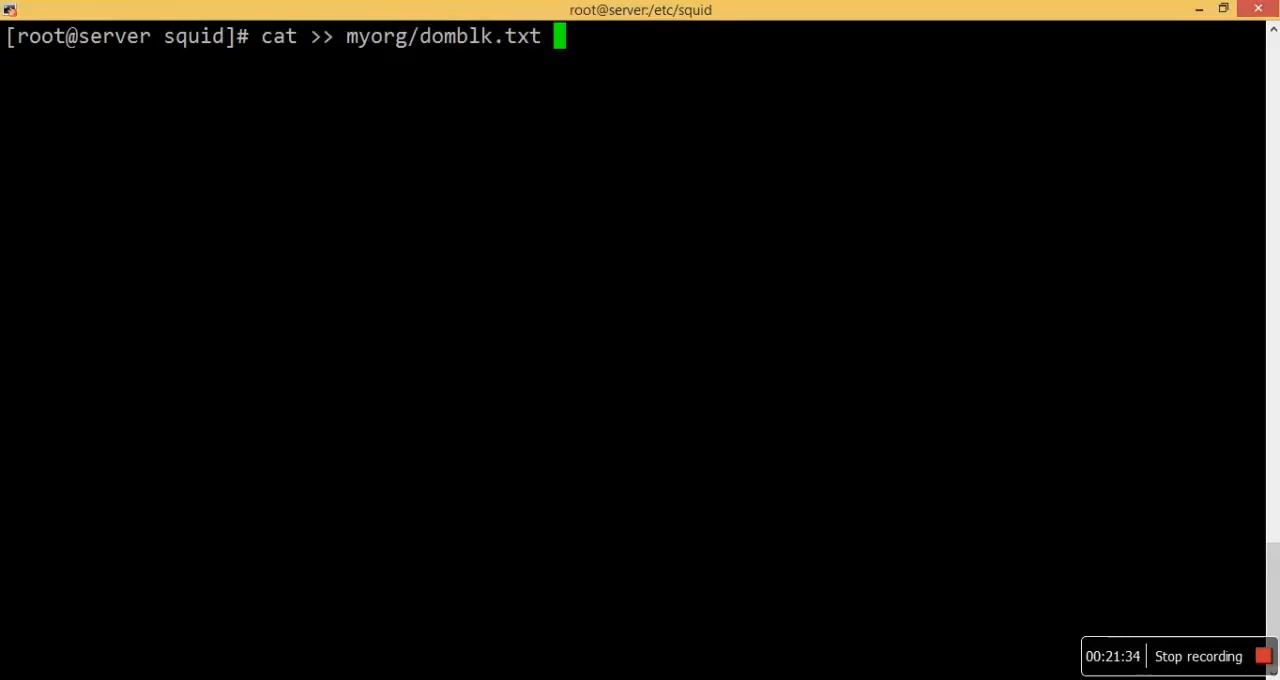 root@server:/etc/squid
[root@server squid]# cat >> myorg/domblk.txt
00:21:34 Stop recording